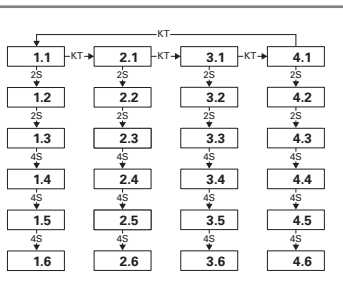 KT
1.1 KT 2.1 KT 3.1 KT 4.1
2S 2S 2S 2S
1.2 2.2 3.2 4.2
2S 2S 2S 2S
1.3 2.3 3.3 4.3
4S 4S 4S 4S
1.4 2.4 3.4 4.4
4S 4S 4S 4S
1.5 2.5 3.5 4.5
4S 4S 4S 4S
1.6 2.6 3.6 4.6